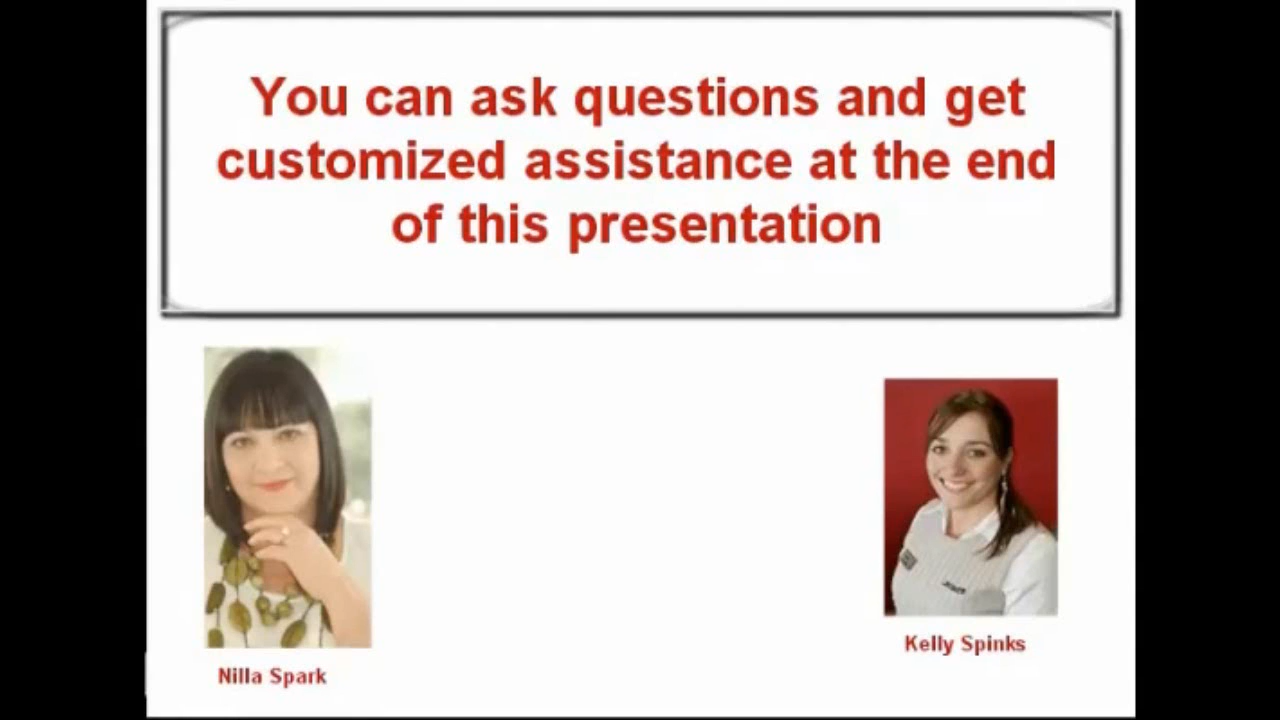 You can ask questions and get
customized assistance at the end
of this presentation
Kelly Spinks
Nilla Spark